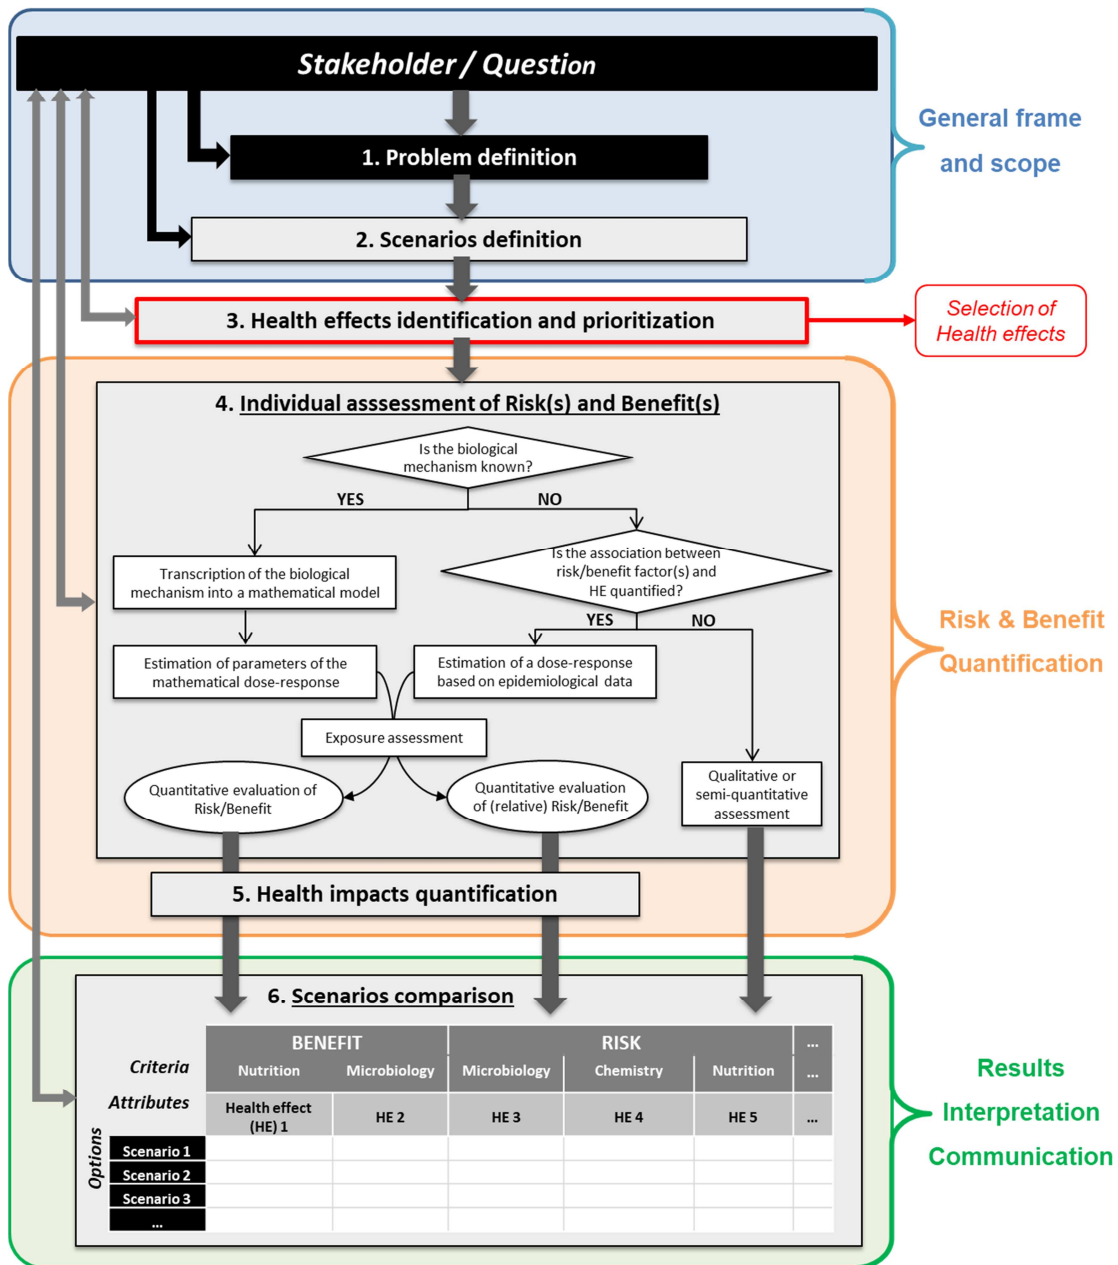 Stakeholder / Question
General frame
and scope
1. Problem definition
2. Scenarios definition
3. Health effects identification and prioritization
Selection of
Health effects
4. Individual asssessment of Risk(s) and Benefit(s)
Is the biological
mechanism known?
YES
NO
Is the association between
risk/benefit factor(s) and
HE quantified?
Transcription of the biological
mechanism into a mathematical model
YES
NO
Risk & Benefit
Quantification
Estimation of parameters of the
mathematical dose-response
Estimation of a dose-response
based on epidemiological data
Exposure assessment
Quantitative evaluation of
Risk/Benefit
Quantitative evaluation
of (relative) Risk/Benefit
Qualitative or
semi-quantitative
assessment
5. Health impacts quantification
6. Scenarios comparison
BENEFIT
RISK
...
Criteria
Nutrition
Microbiology
Microbiology
Chemistry
Nutrition
...
Attributes
Health effect
(HE) 1
HE 2
HE 3
HE 4
HE 5
...
Options
Scenario 1
Scenario 2
Scenario 3
...
Results
Interpretation
Communication